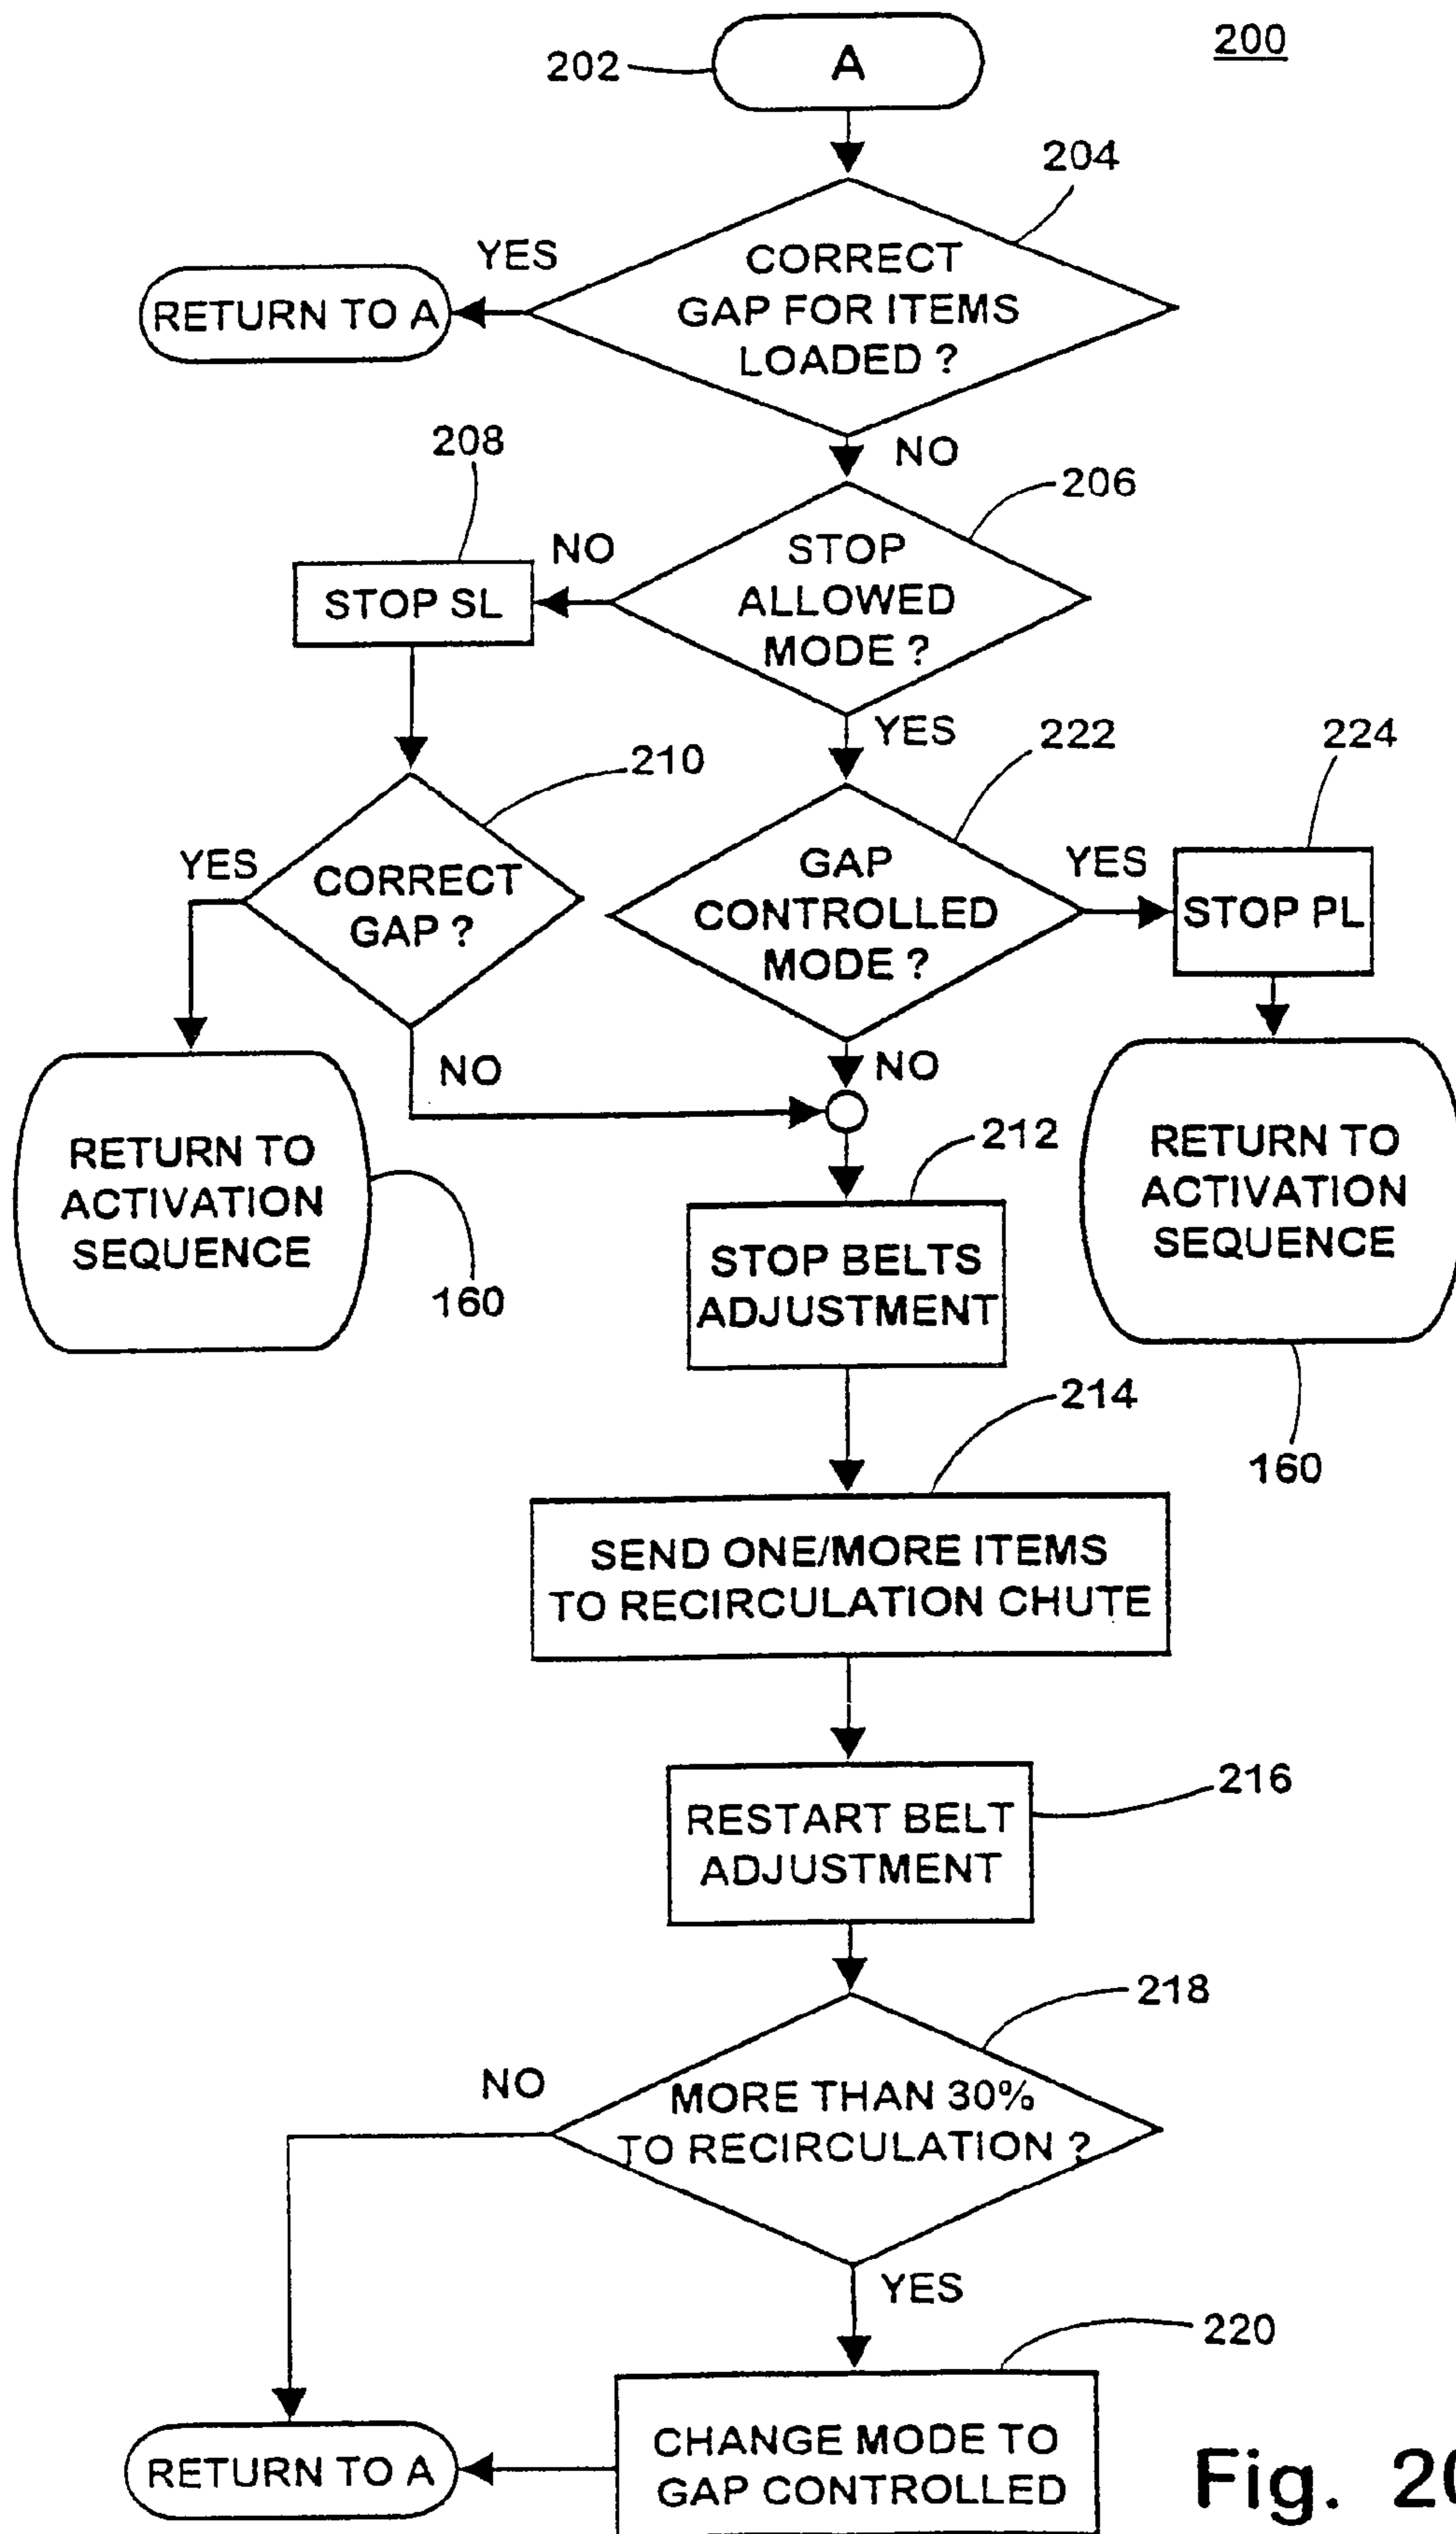 200
202
A
204
YES
CORRECT
GAP FOR ITEMS
LOADED ?
RETURN TO A
NO
208
206
NO
STOP
ALLOWED
MODE ?
STOP SL
YES
210
222
224
YES
CORRECT
GAP ?
GAP
CONTROLLED
MODE ?
YES
STOP PL
NO
NO
212
RETURN TO
ACTIVATION
SEQUENCE
160
STOP BELTS
ADJUSTMENT
RETURN TO
ACTIVATION
SEQUENCE
160
214
SEND ONE/MORE ITEMS
TO RECIRCULATION CHUTE
216
RESTART BELT
ADJUSTMENT
218
NO
MORE THAN 30%
TO RECIRCULATION ?
YES
220
RETURN TO A
CHANGE MODE TO
GAP CONTROLLED
Fig. 20